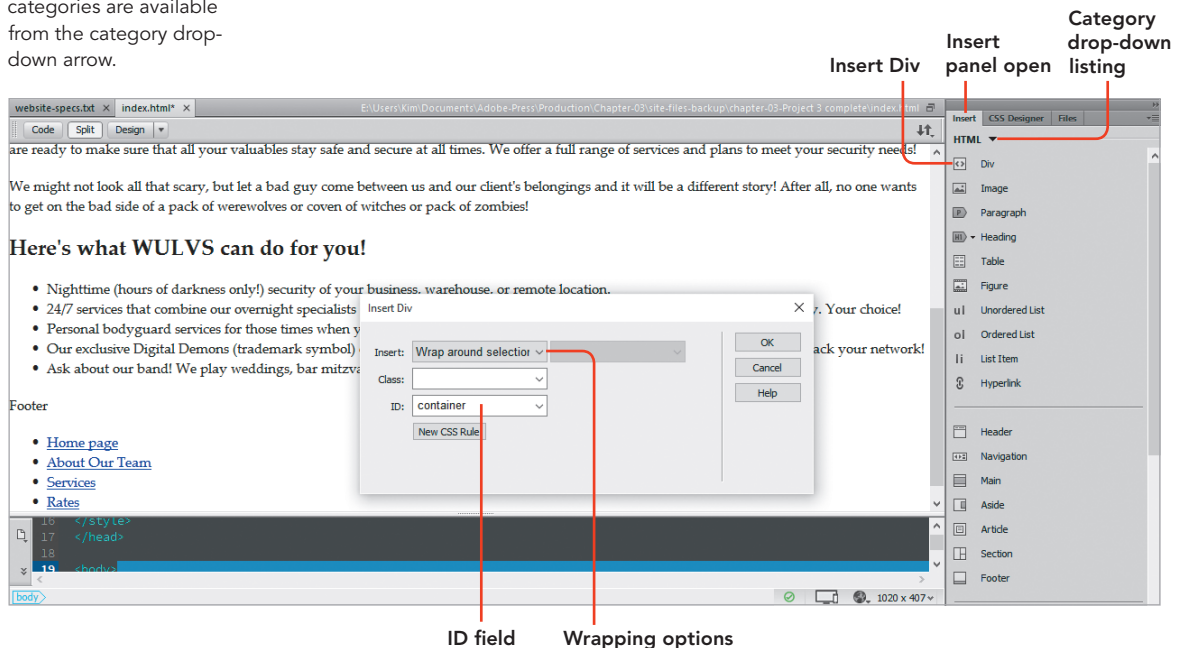 categories are available
from the category drop-
down arrow.
Insert Div
Insert
panel open
Category
drop-down
listing
website-specs.txt × index.html* ×
E:\Users\Kim\Documents\Adobe-Press\Production\Chapter-03\site-files-backup\chapter-03-Project 3 complete\index.html
Code Split Design
are ready to make sure that all your valuables stay safe and secure at all times. We offer a full range of services and plans to meet your security needs!
We might not look all that scary, but let a bad guy come between us and our client's belongings and it will be a different story! After all, no one wants
to get on the bad side of a pack of werewolves or coven of witches or pack of zombies!
Here's what WULVS can do for you!
• Nighttime (hours of darkness only!) security of your business, warehouse, or remote location.
• 24/7 services that combine our overnight specialists
. Your choice!
• Personal bodyguard services for those times when y
• Our exclusive Digital Demons (trademark symbol)
ack your network!
• Ask about our band! We play weddings, bar mitzva
Footer
• Home page
• About Our Team
• Services
• Rates
Insert Div ×
Insert: Wrap around selection
Class:
ID: container
New CSS Rule
OK
Cancel
Help
16 </style>
17 </head>
18
19 <body>
body
1020 x 407
Insert CSS Designer Files
HTML
Div
Image
P Paragraph
H1 Heading
Table
Figure
ul Unordered List
ol Ordered List
li List Item
Hyperlink
Header
Navigation
Main
Aside
Article
Section
Footer
ID field
Wrapping options